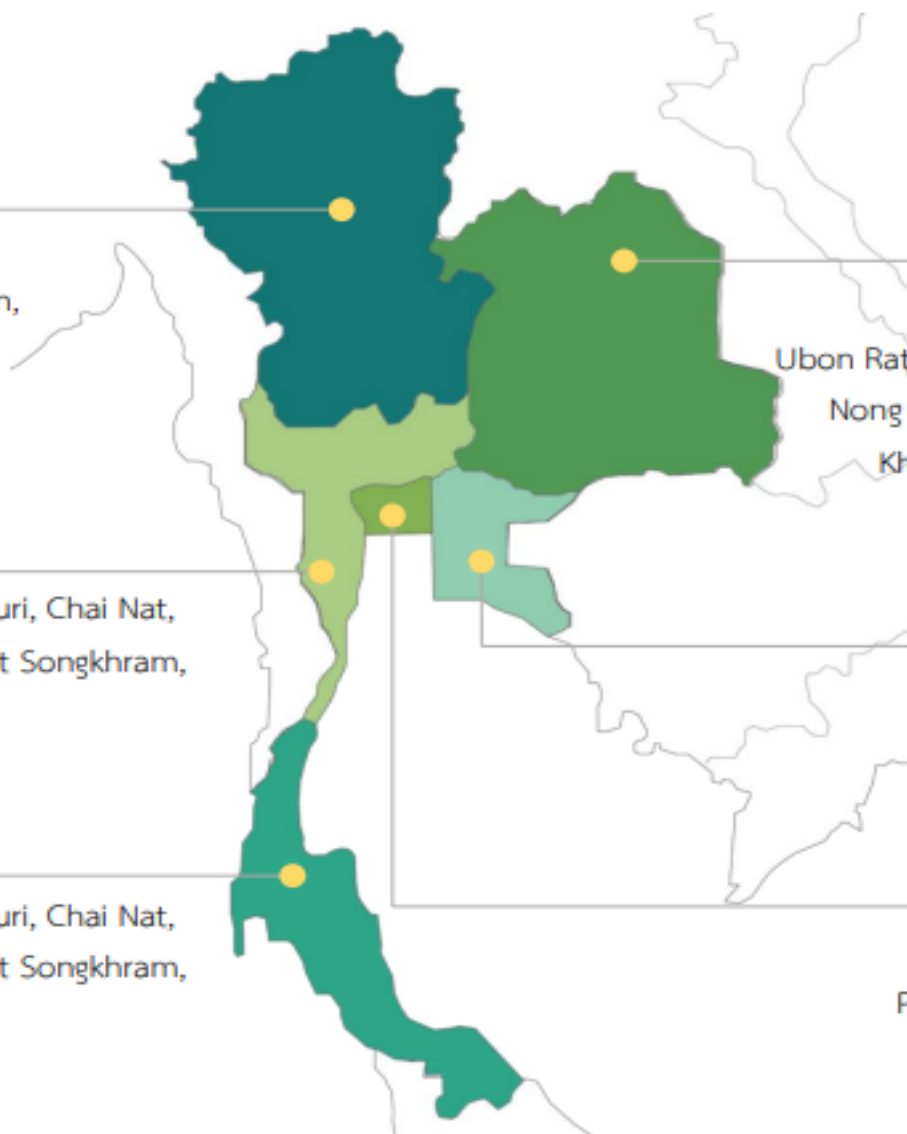 n,
Ubon Rat
Nong
Kh
uri, Chai Nat,
t Songkhram,
uri, Chai Nat,
t Songkhram,
P